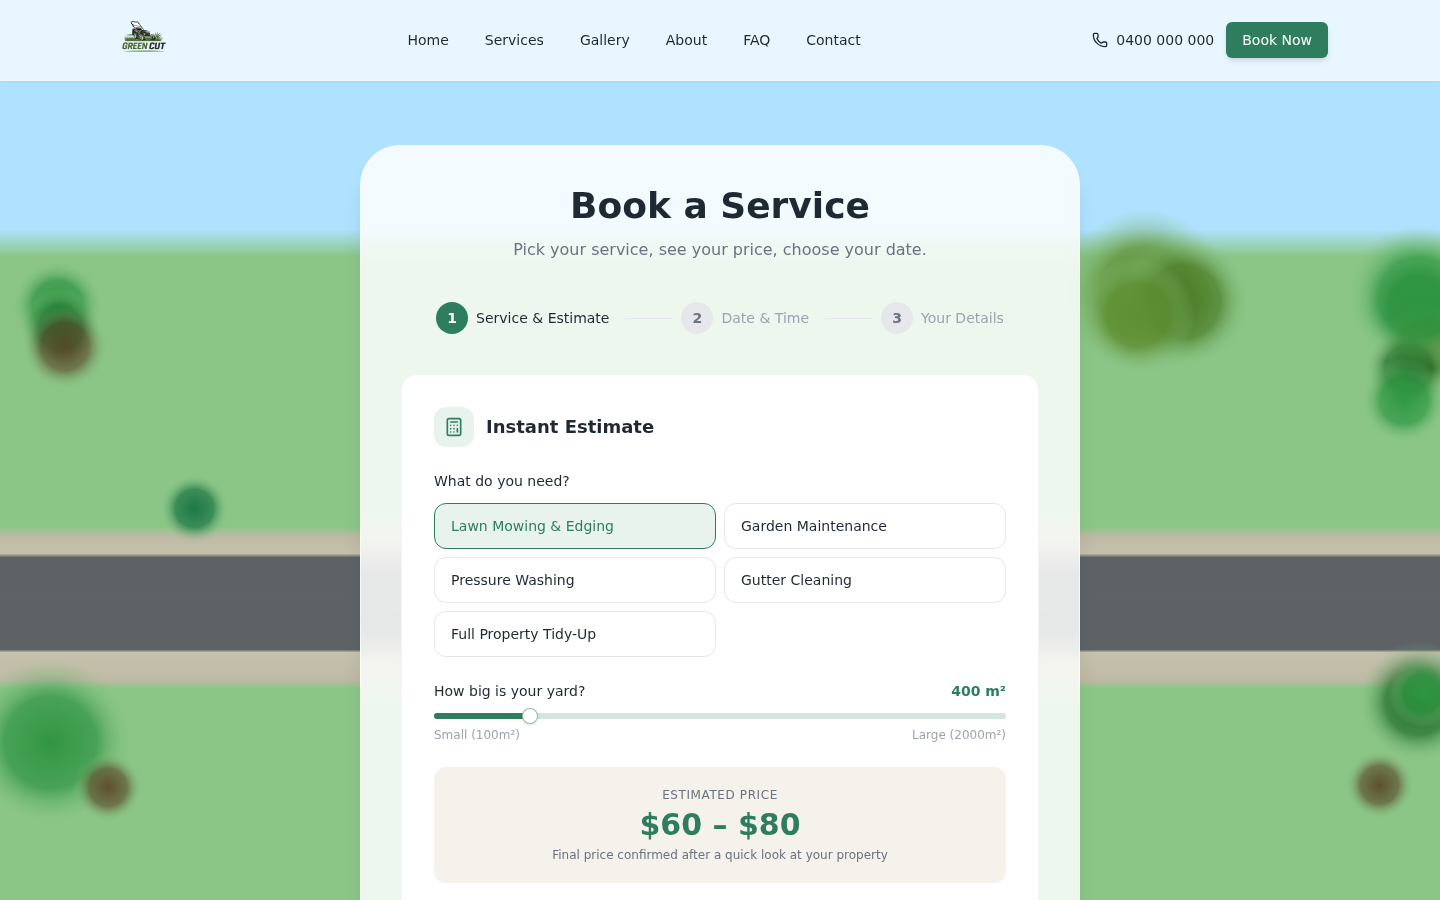 GREEN CUT
Home Services Gallery About FAQ Contact
0400 000 000 Book Now
Book a Service
Pick your service, see your price, choose your date.
1 Service & Estimate 2 Date & Time 3 Your Details
Instant Estimate
What do you need?
Lawn Mowing & Edging Garden Maintenance
Pressure Washing Gutter Cleaning
Full Property Tidy-Up
How big is your yard? 400 m²
Small (100m²) Large (2000m²)
ESTIMATED PRICE
$60 – $80
Final price confirmed after a quick look at your property